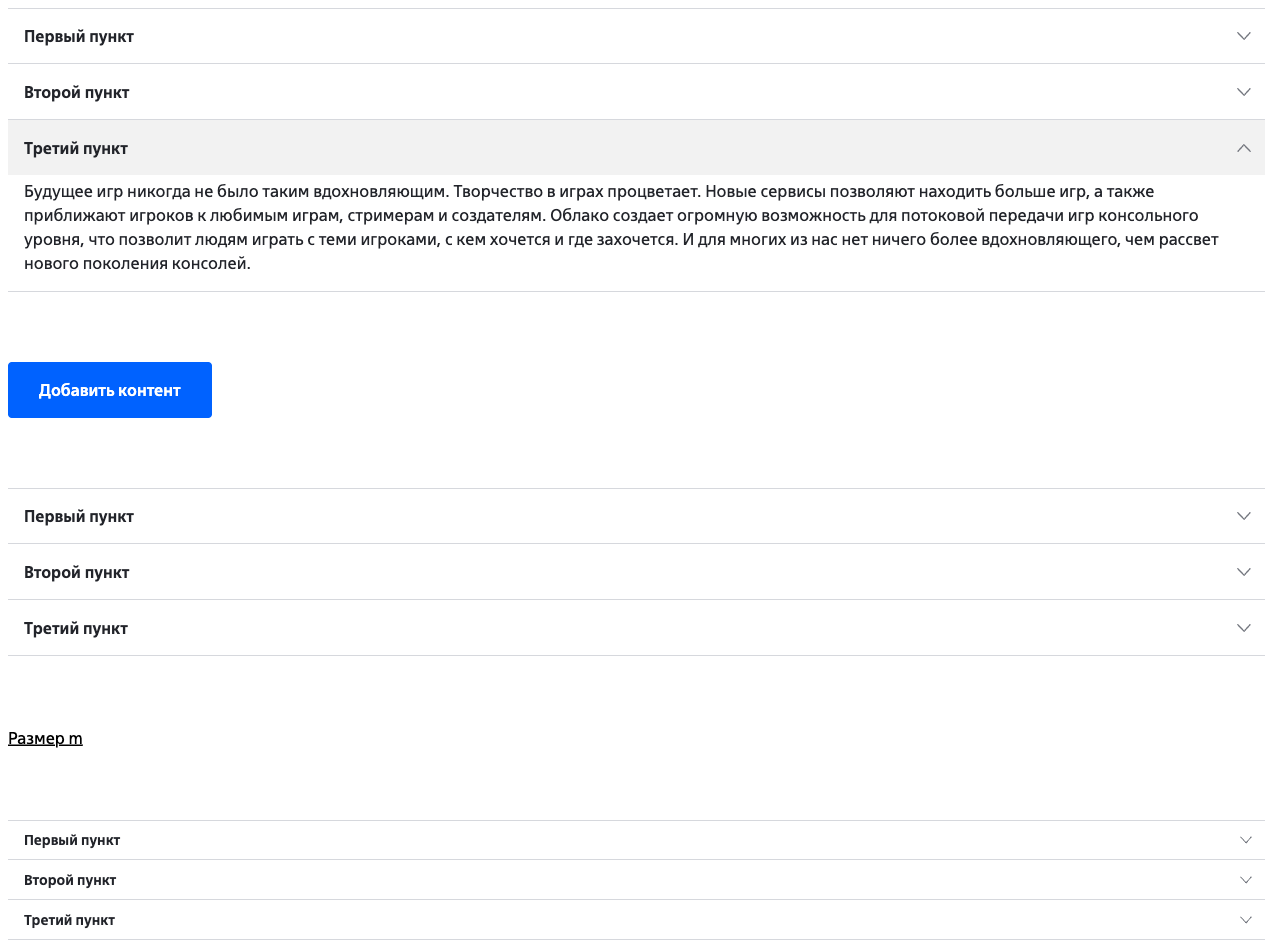 Первый пункт
Второй пункт
Третий пункт
Будущее игр никогда не было таким вдохновляющим. Творчество в играх процветает. Новые сервисы позволяют находить больше игр, а также
приближают игроков к любимым играм, стримерам и создателям. Облако создает огромную возможность для потоковой передачи игр консольного
уровня, что позволит людям играть с теми игроками, с кем хочется и где захочется. И для многих из нас нет ничего более вдохновляющего, чем рассвет
нового поколения консолей.
Добавить контент
Первый пункт
Второй пункт
Третий пункт
Размер m
Первый пункт
Второй пункт
Третий пункт